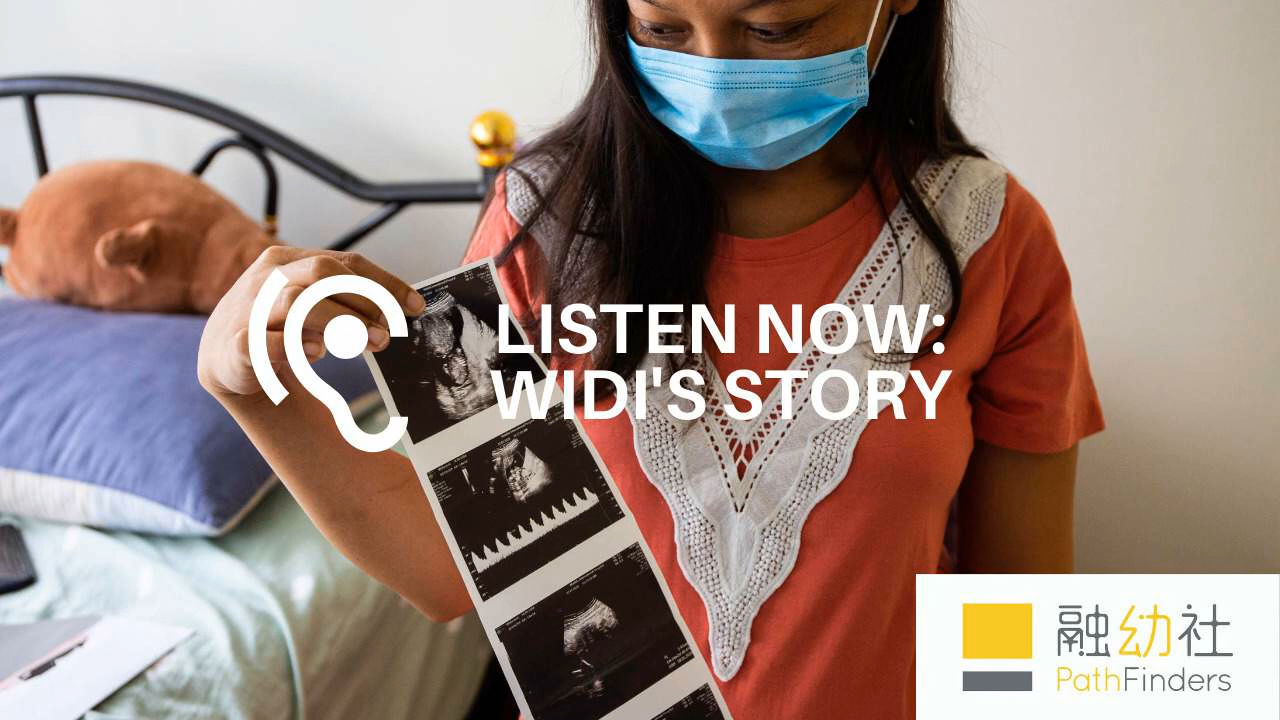 LISTEN NOW:
WIDI'S STORY
融幼社
PathFinders